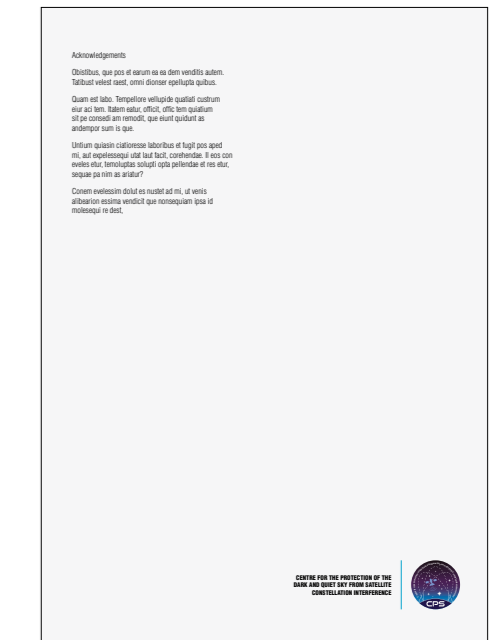 Acknowledgements
Obistibus, que pos et earum ea ea dem venditis autem.
Tatibust velest raest, omni dionser epellupta quibus.
Quam est labo. Tempellore vellupide quatiati custrum
eiur aci tem. Itatem eatur, officit, offic tem quiatium
sit pe consedi am remodit, que eiunt quidunt as
andempor sum is que.
Untium quiasin ciatioresse laboribus et fugit pos aped
mi, aut expelessequi utat laut facit, corehendae. Il eos con
eveles etur, temoluptas solupti opta pellendae et res etur,
sequae pa nim as ariatur?
Conem evelessim dolut es nustet ad mi, ut venis
alibearion essima vendicit que nonsequiam ipsa id
molesequi re dest,
CENTRE FOR THE PROTECTION OF THE
DARK AND QUIET SKY FROM SATELLITE
CONSTELLATION INTERFERENCE
CPS